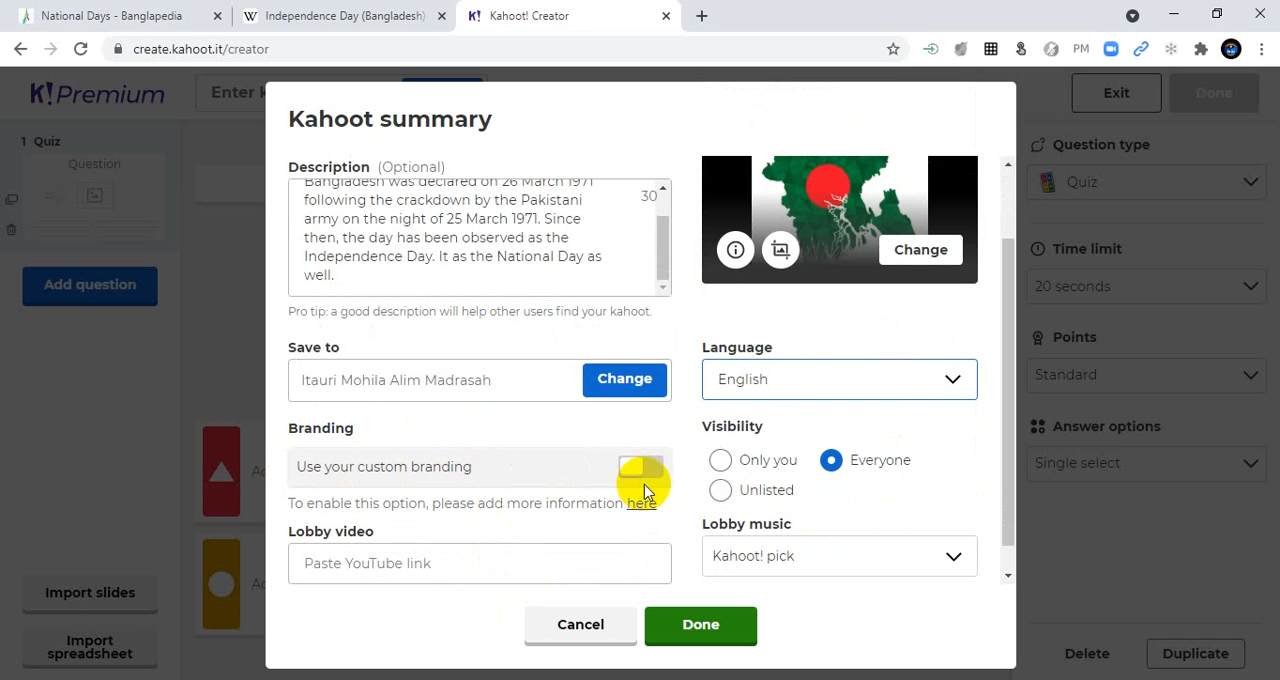 National Days - Banglapedia
Independence Day (Bangladesh)
Kahoot! Creator
create.kahoot.it/creator
PM
K!Premium
Enter k
Exit
Done
1 Quiz
Question
Add question
Import slides
Import
spreadsheet
Kahoot summary
Description (Optional)
Bangladesh was declared on 26 March 1971
following the crackdown by the Pakistani
army on the night of 25 March 1971. Since
then, the day has been observed as the
Independence Day. It as the National Day as
well.
30
Pro tip: a good description will help other users find your kahoot.
Save to
Itauri Mohila Alim Madrasah
Change
Branding
Use your custom branding
To enable this option, please add more information here
Lobby video
Paste YouTube link
Change
Language
English
Visibility
Only you
Everyone
Unlisted
Lobby music
Kahoot! pick
Cancel
Done
Question type
Quiz
Time limit
20 seconds
Points
Standard
Answer options
Single select
Delete
Duplicate